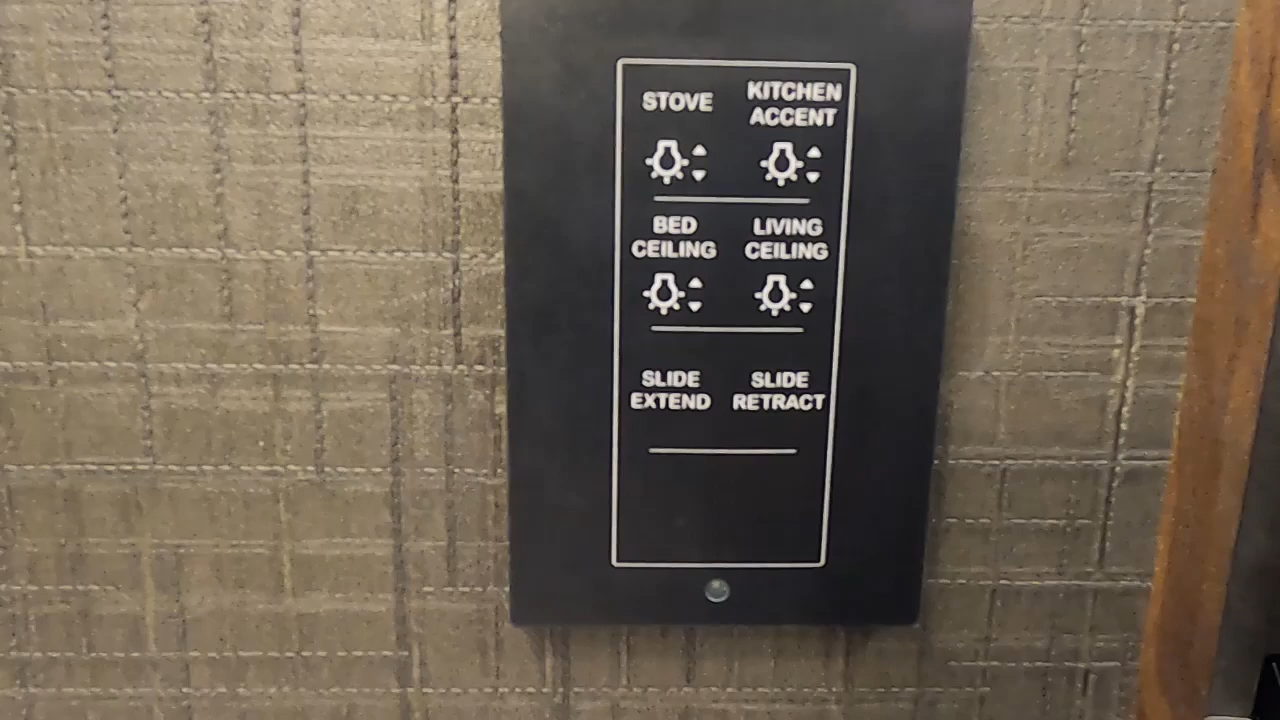 STOVE
KITCHEN
ACCENT
BED
CEILING
LIVING
CEILING
SLIDE
EXTEND
SLIDE
RETRACT